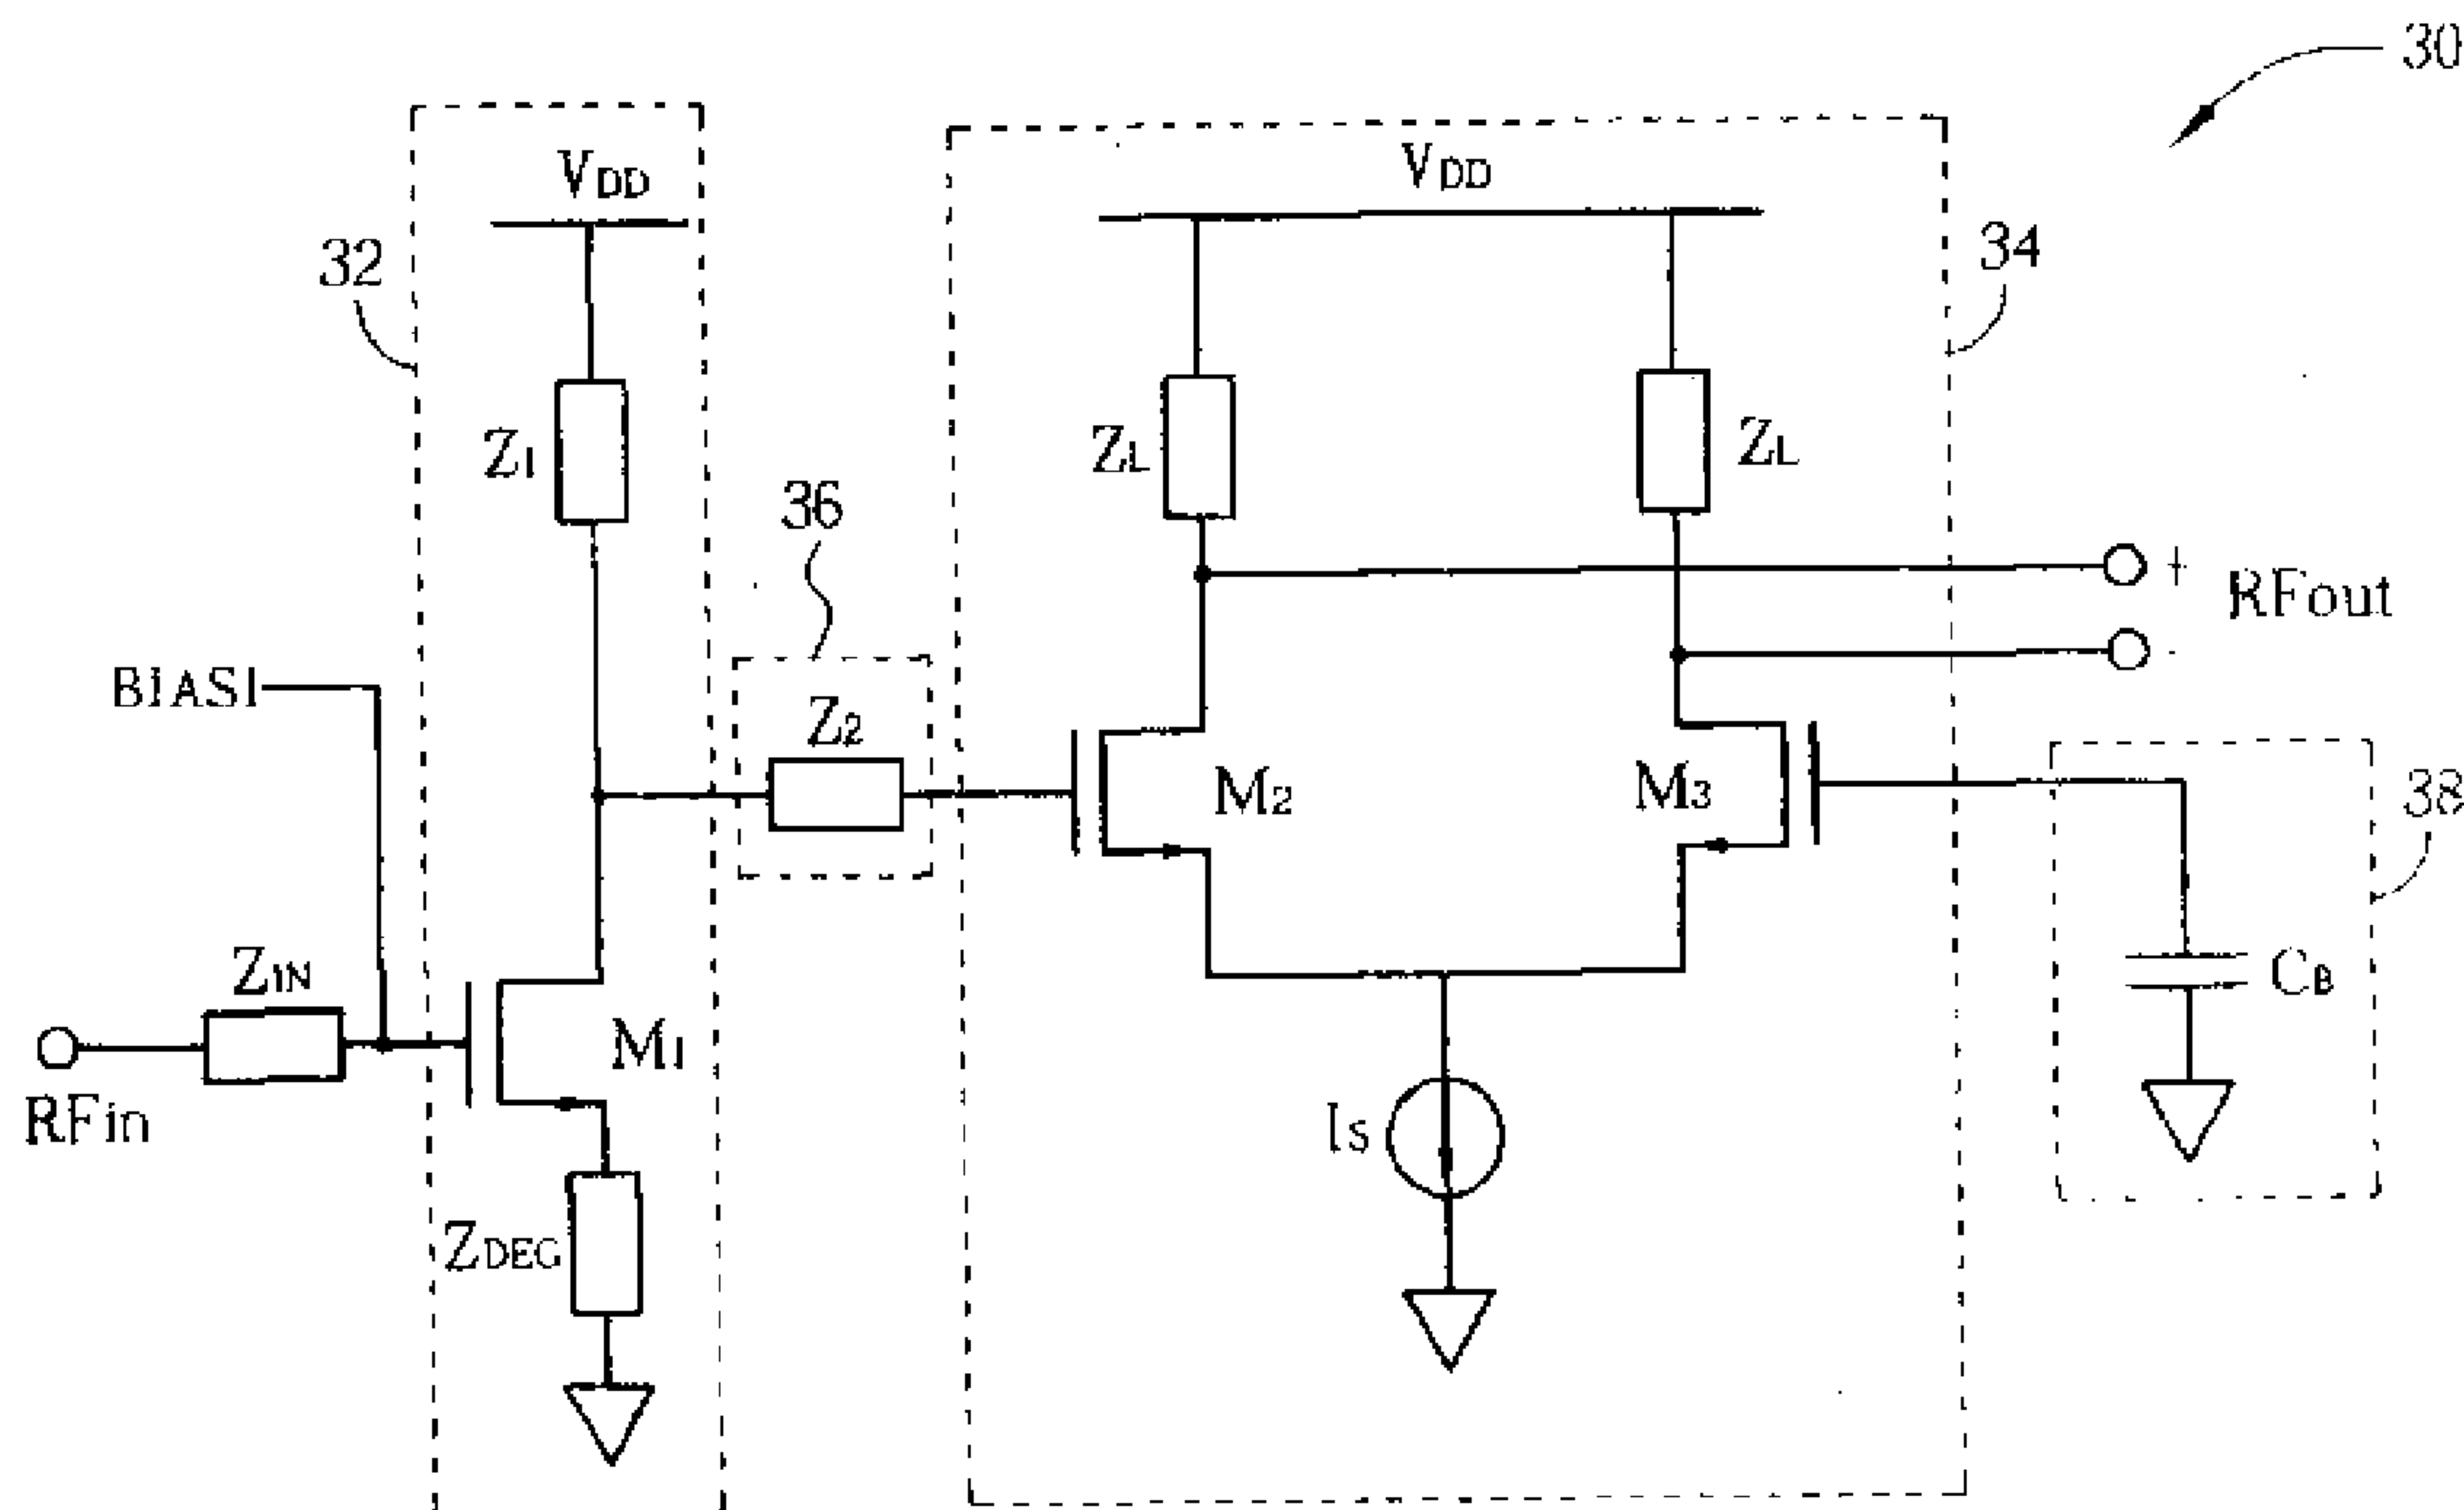 30
VDD
VDD
32
34
Z1
ZL
ZL
36
+
RFout
-
BIAS1
Z2
M2
M3
38
ZIN
CB
M1
RFin
IS
ZDEG